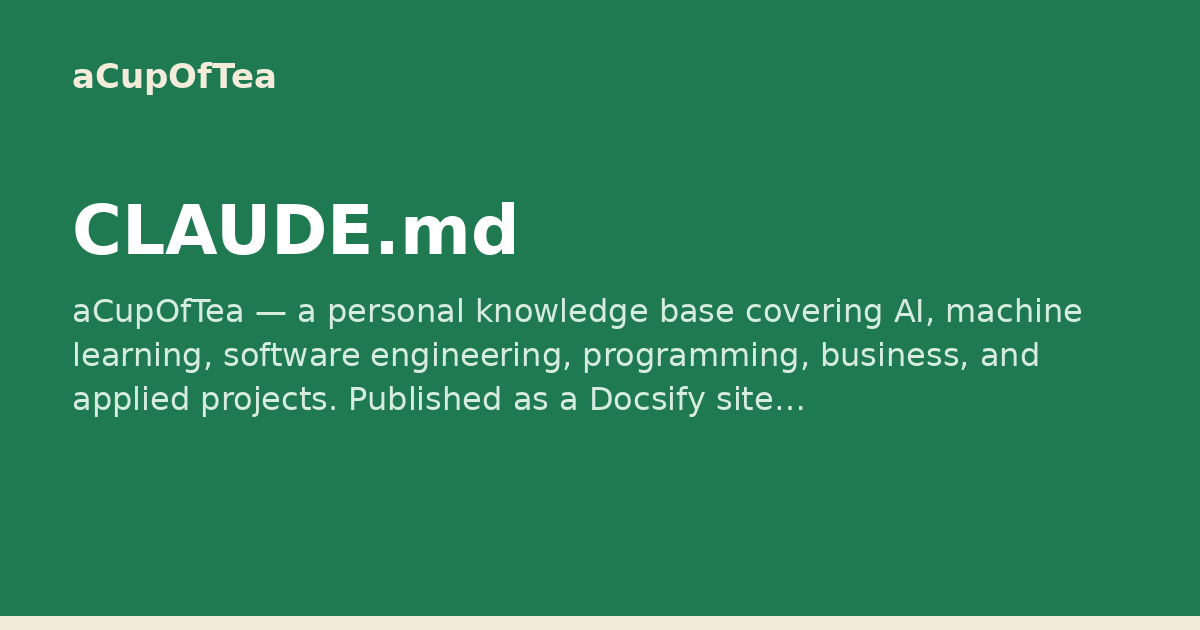 aCupOfTea
CLAUDE.md
aCupOfTea — a personal knowledge base covering AI, machine
learning, software engineering, programming, business, and
applied projects. Published as a Docsify site…